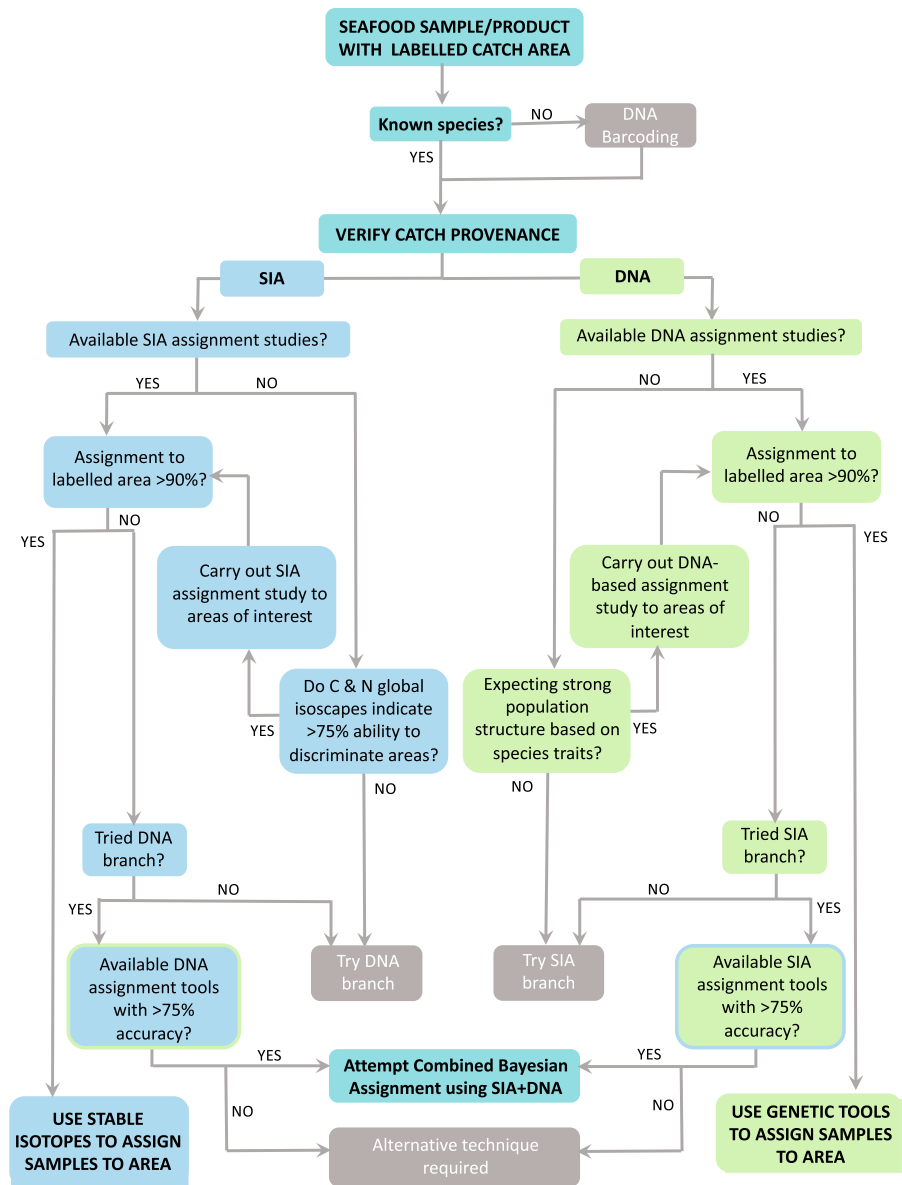 SEAFOOD SAMPLE/PRODUCT
WITH LABELLED CATCH AREA
Known species?
NO
DNA
Barcoding
YES
VERIFY CATCH PROVENANCE
SIA
DNA
Available SIA assignment studies?
Available DNA assignment studies?
YES
NO
NO
YES
Assignment to
labelled area >90%?
Assignment to
labelled area >90%?
YES
NO
NO
YES
Carry out SIA
assignment study to
areas of interest
Carry out DNA-
based assignment
study to areas of
interest
Do C & N global
isoscapes indicate
>75% ability to
discriminate areas?
YES
Expecting strong
population
structure based on
species traits?
YES
NO
NO
Tried DNA
branch?
Tried SIA
branch?
YES
NO
NO
YES
Available DNA
assignment tools
with >75%
accuracy?
Try DNA
branch
Try SIA
branch
Available SIA
assignment tools
with >75%
accuracy?
YES
Attempt Combined Bayesian
Assignment using SIA+DNA
YES
NO
NO
USE STABLE
ISOTOPES TO ASSIGN
SAMPLES TO AREA
Alternative technique
required
USE GENETIC TOOLS
TO ASSIGN SAMPLES
TO AREA